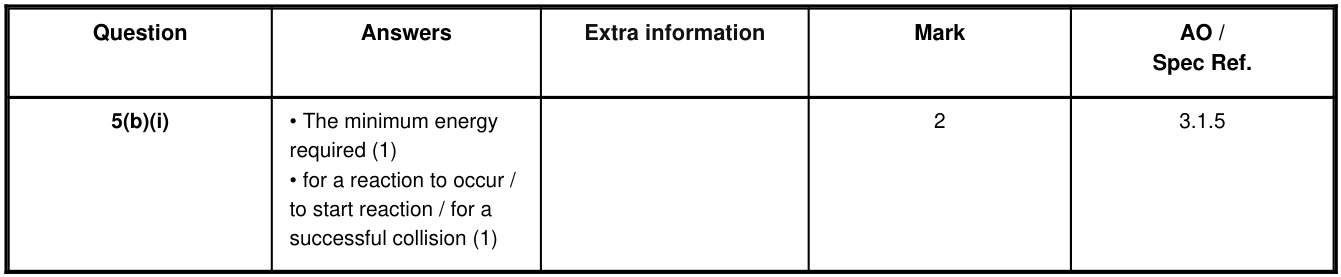 Question
Answers
Extra information
Mark
AO /
Spec Ref.
5(b)(i)
• The minimum energy
required (1)
• for a reaction to occur /
to start reaction / for a
successful collision (1)
2
3.1.5